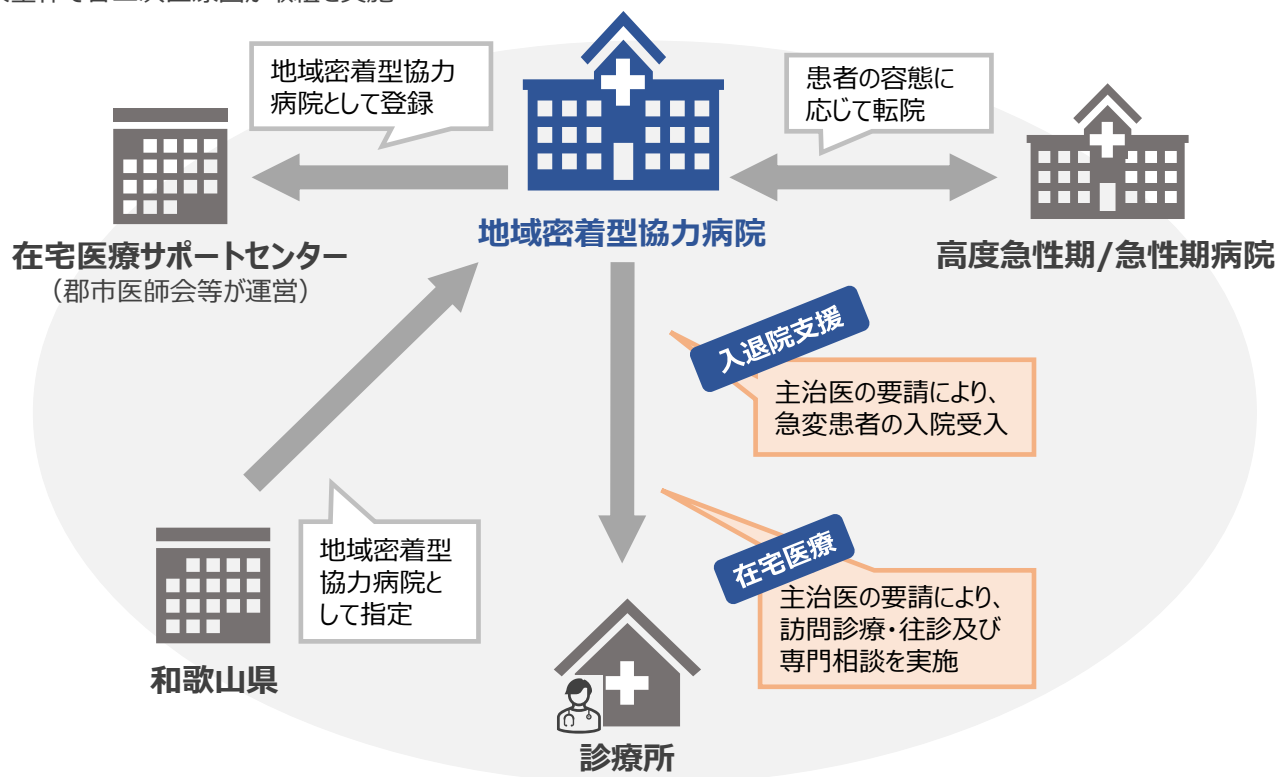 地域密着型協力
病院として登録
患者の容態に
応じて転院
地域密着型協力病院
在宅医療サポートセンター
（郡市医師会等が運営）
高度急性期/急性期病院
入退院支援
主治医の要請により、
急変患者の入院受入
地域密着型
協力病院と
して指定
在宅医療
主治医の要請により、
訪問診療・往診及び
専門相談を実施
和歌山県
診療所